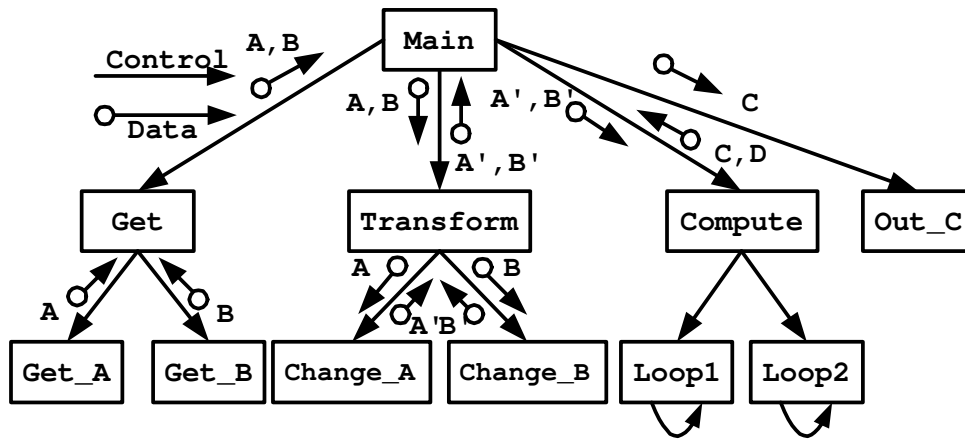 Main
A,B
Control
Data
A,B
A',B'
A',B'
C
C,D
Get
Transform
Compute
Out_C
A
B
A
B
A'B'
Get_A
Get_B
Change_A
Change_B
Loop1
Loop2